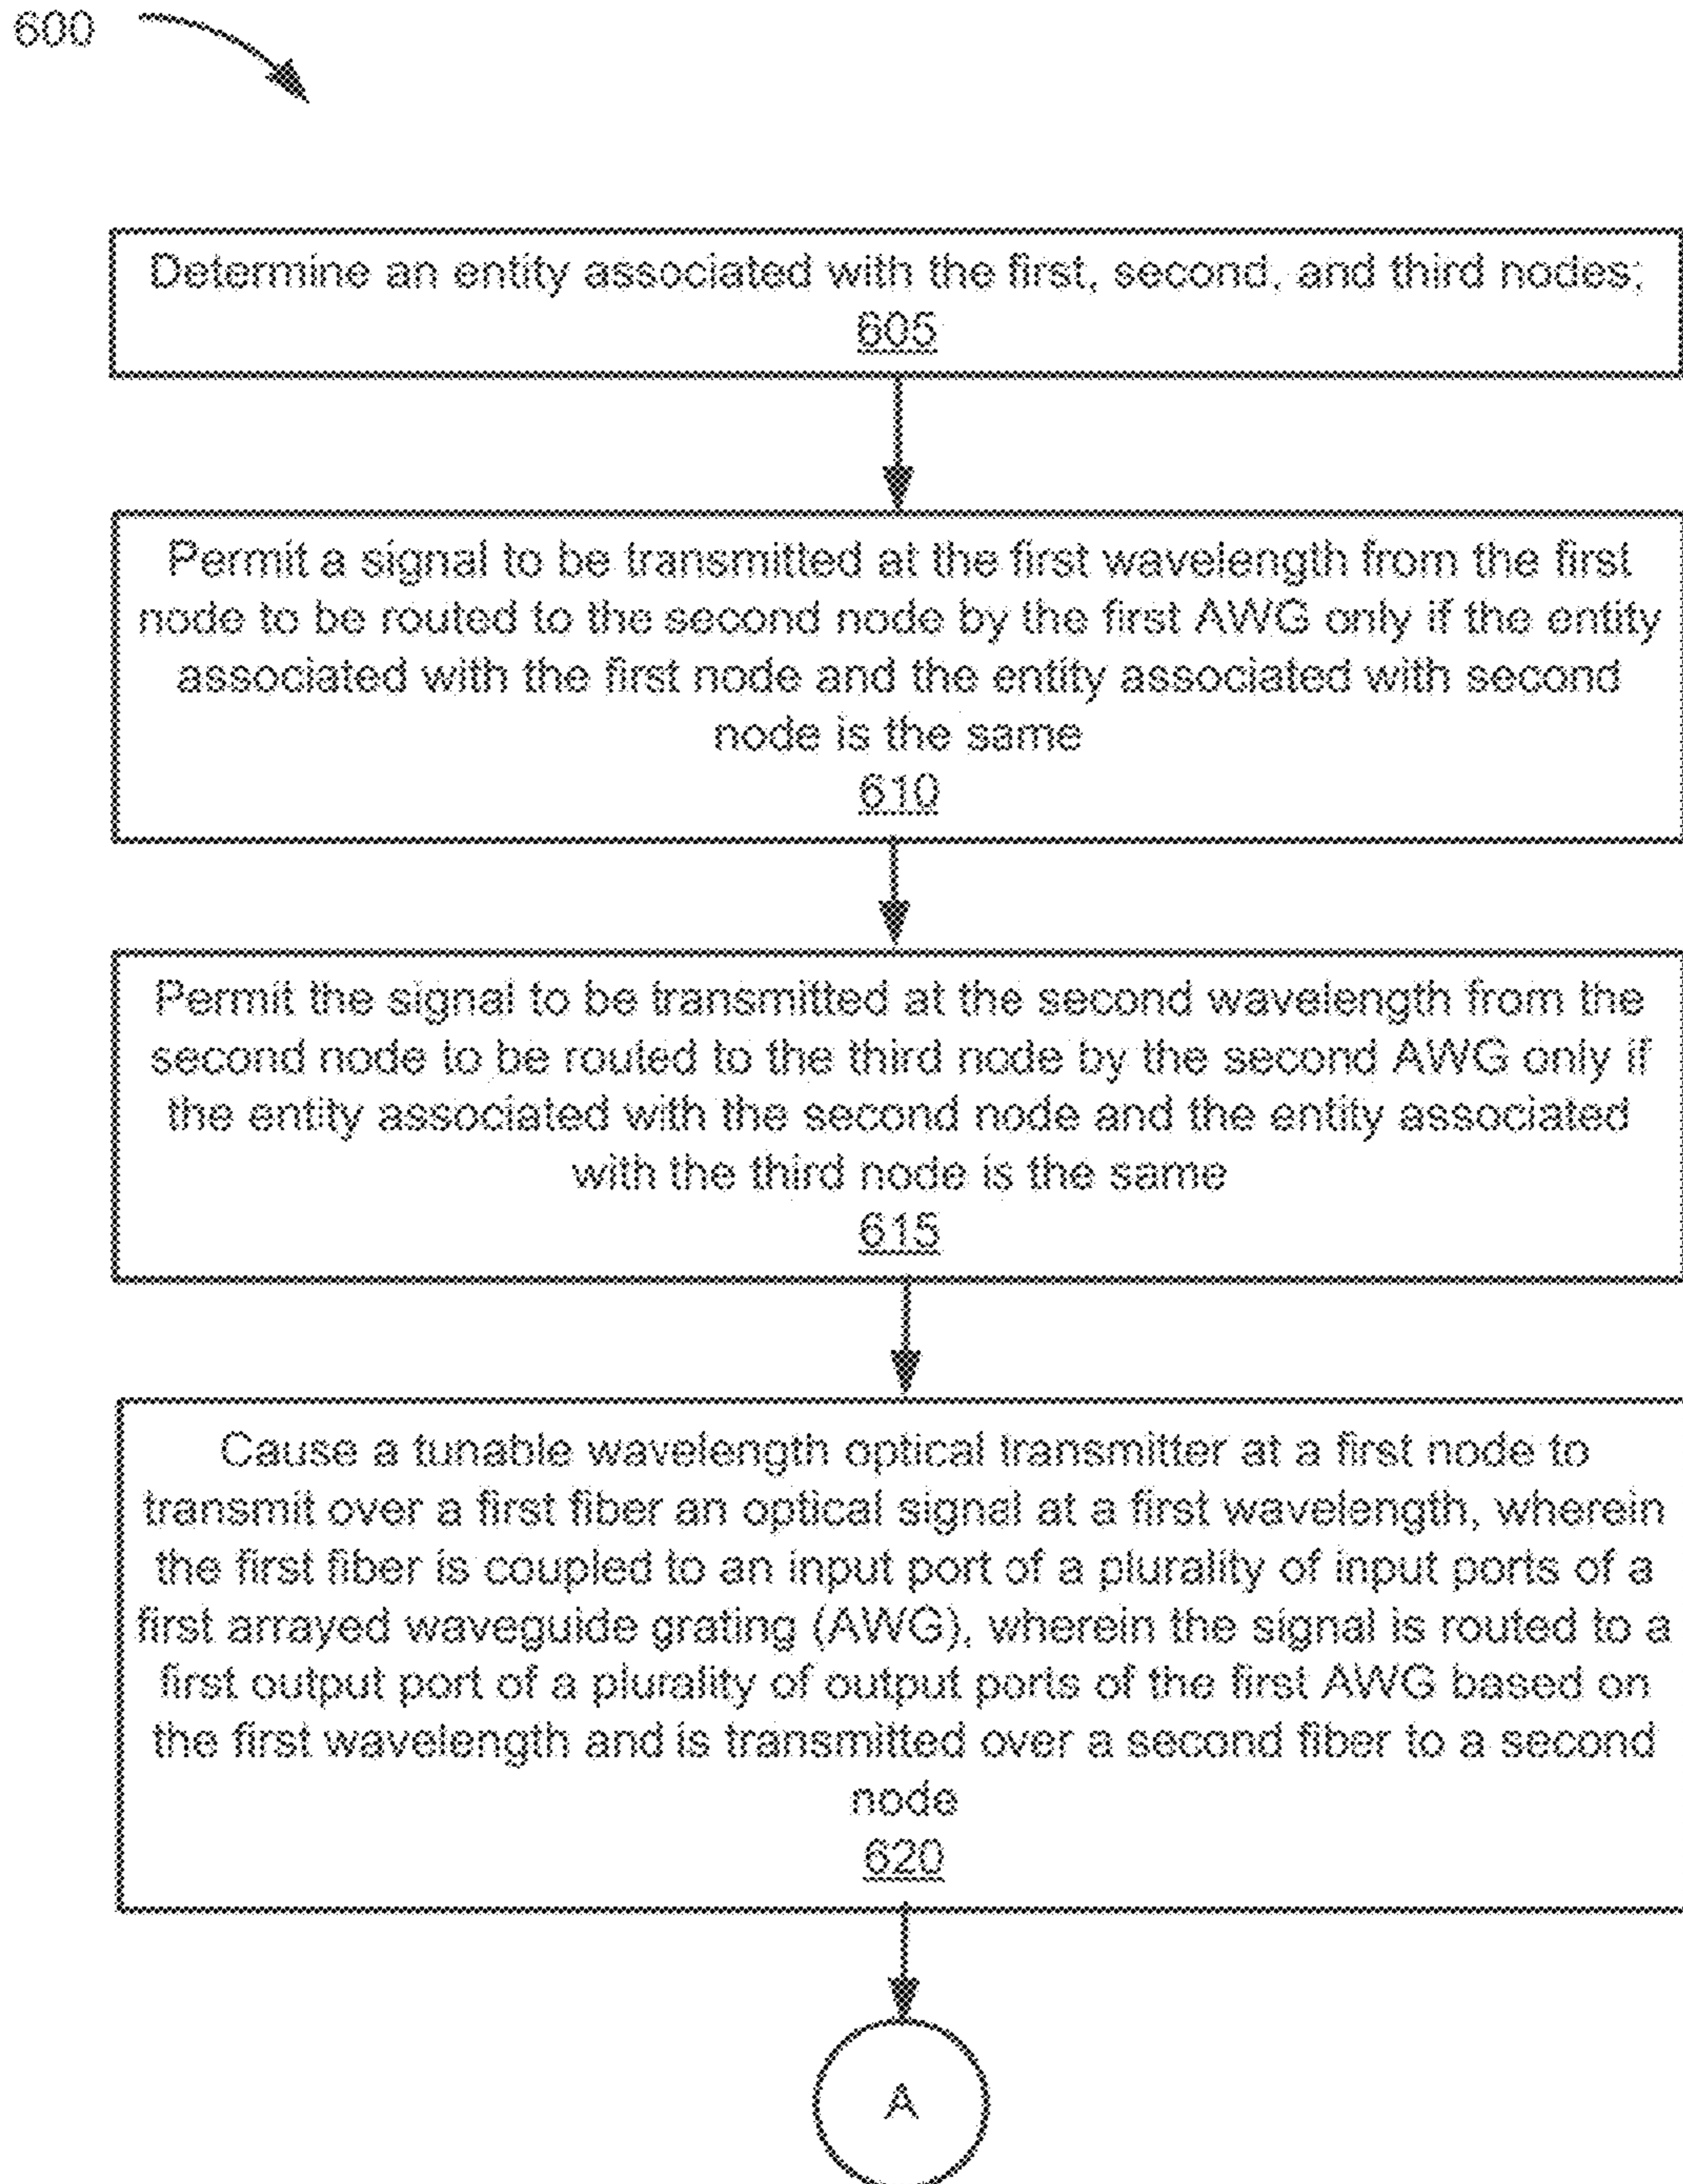 600
Determine an entity associated with the first, second, and third nodes;
605
Permit a signal to be transmitted at the first wavelength from the first
node to be routed to the second node by the first AWG only if the entity
associated with the first node and the entity associated with second
node is the same
610
Permit the signal to be transmitted at the second wavelength from the
second node to be routed to the third node by the second AWG only if
the entity associated with the second node and the entity associated
with the third node is the same
615
Cause a tunable wavelength optical transmitter at a first node to
transmit over a first fiber an optical signal at a first wavelength, wherein
the first fiber is coupled to an input port of a plurality of input ports of a
first arrayed waveguide grating (AWG), wherein the signal is routed to a
first output port of a plurality of output ports of the first AWG based on
the first wavelength and is transmitted over a second fiber to a second
node
620
A